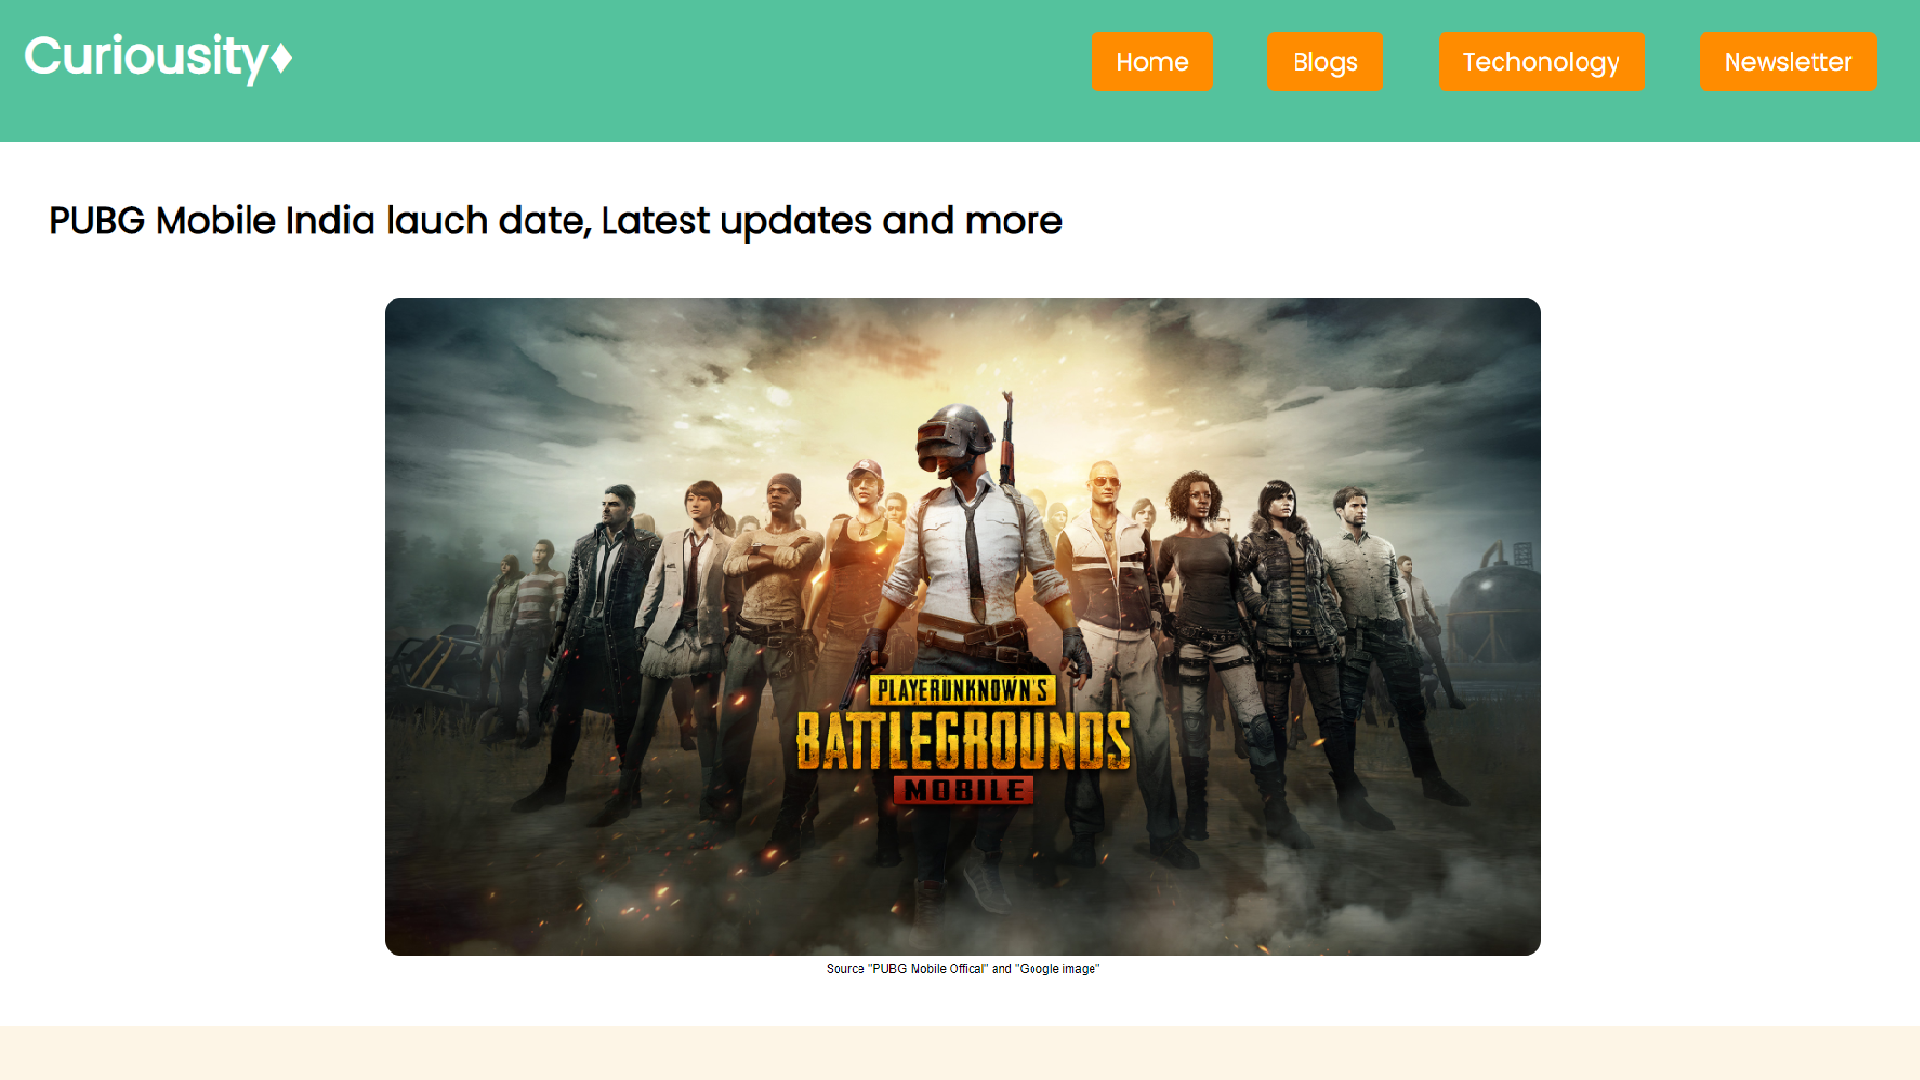 Curiousity♦
Home
Blogs
Techonology
Newsletter
PUBG Mobile India lauch date, Latest updates and more
PLAYERUNKNOWN'S
BATTLEGROUNDS
MOBILE
Source "PUBG Mobile Offical" and "Google image"